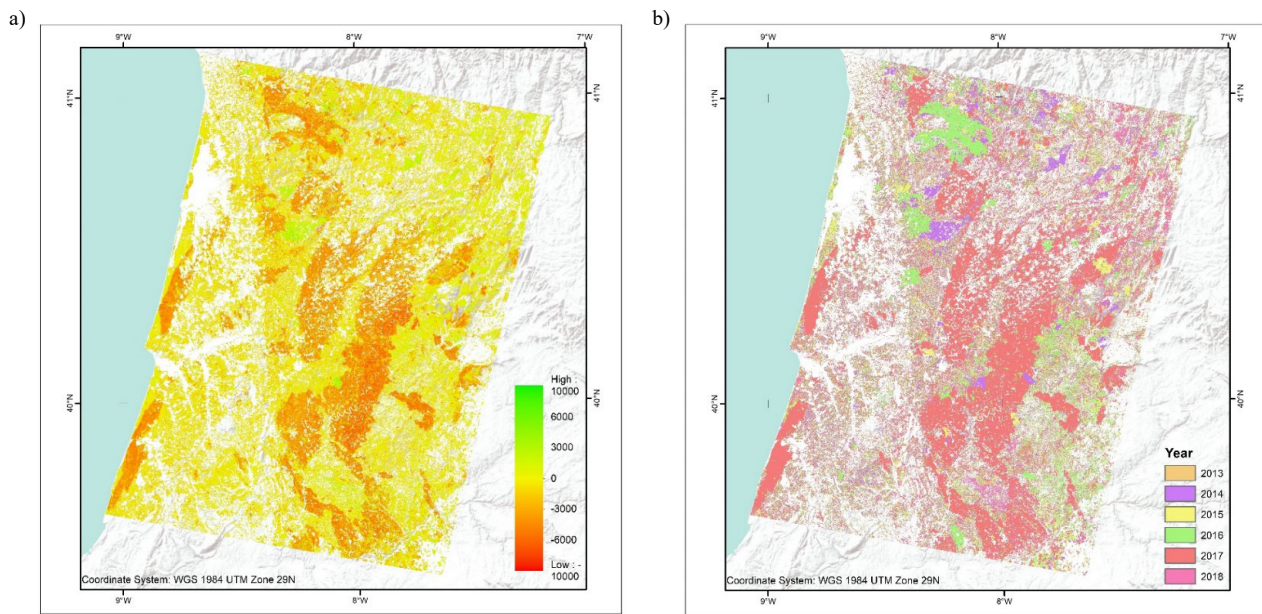 a)
9°W
8°W
7°W
41°N
41°N
40°N
40°N
High :
10000
6000
3000
0
-3000
-6000
Low : -
10000
Coordinate System: WGS 1984 UTM Zone 29N
9°W
8°W
b)
9°W
8°W
7°W
41°N
41°N
40°N
40°N
Year
2013
2014
2015
2016
2017
2018
Coordinate System: WGS 1984 UTM Zone 29N
9°W
8°W